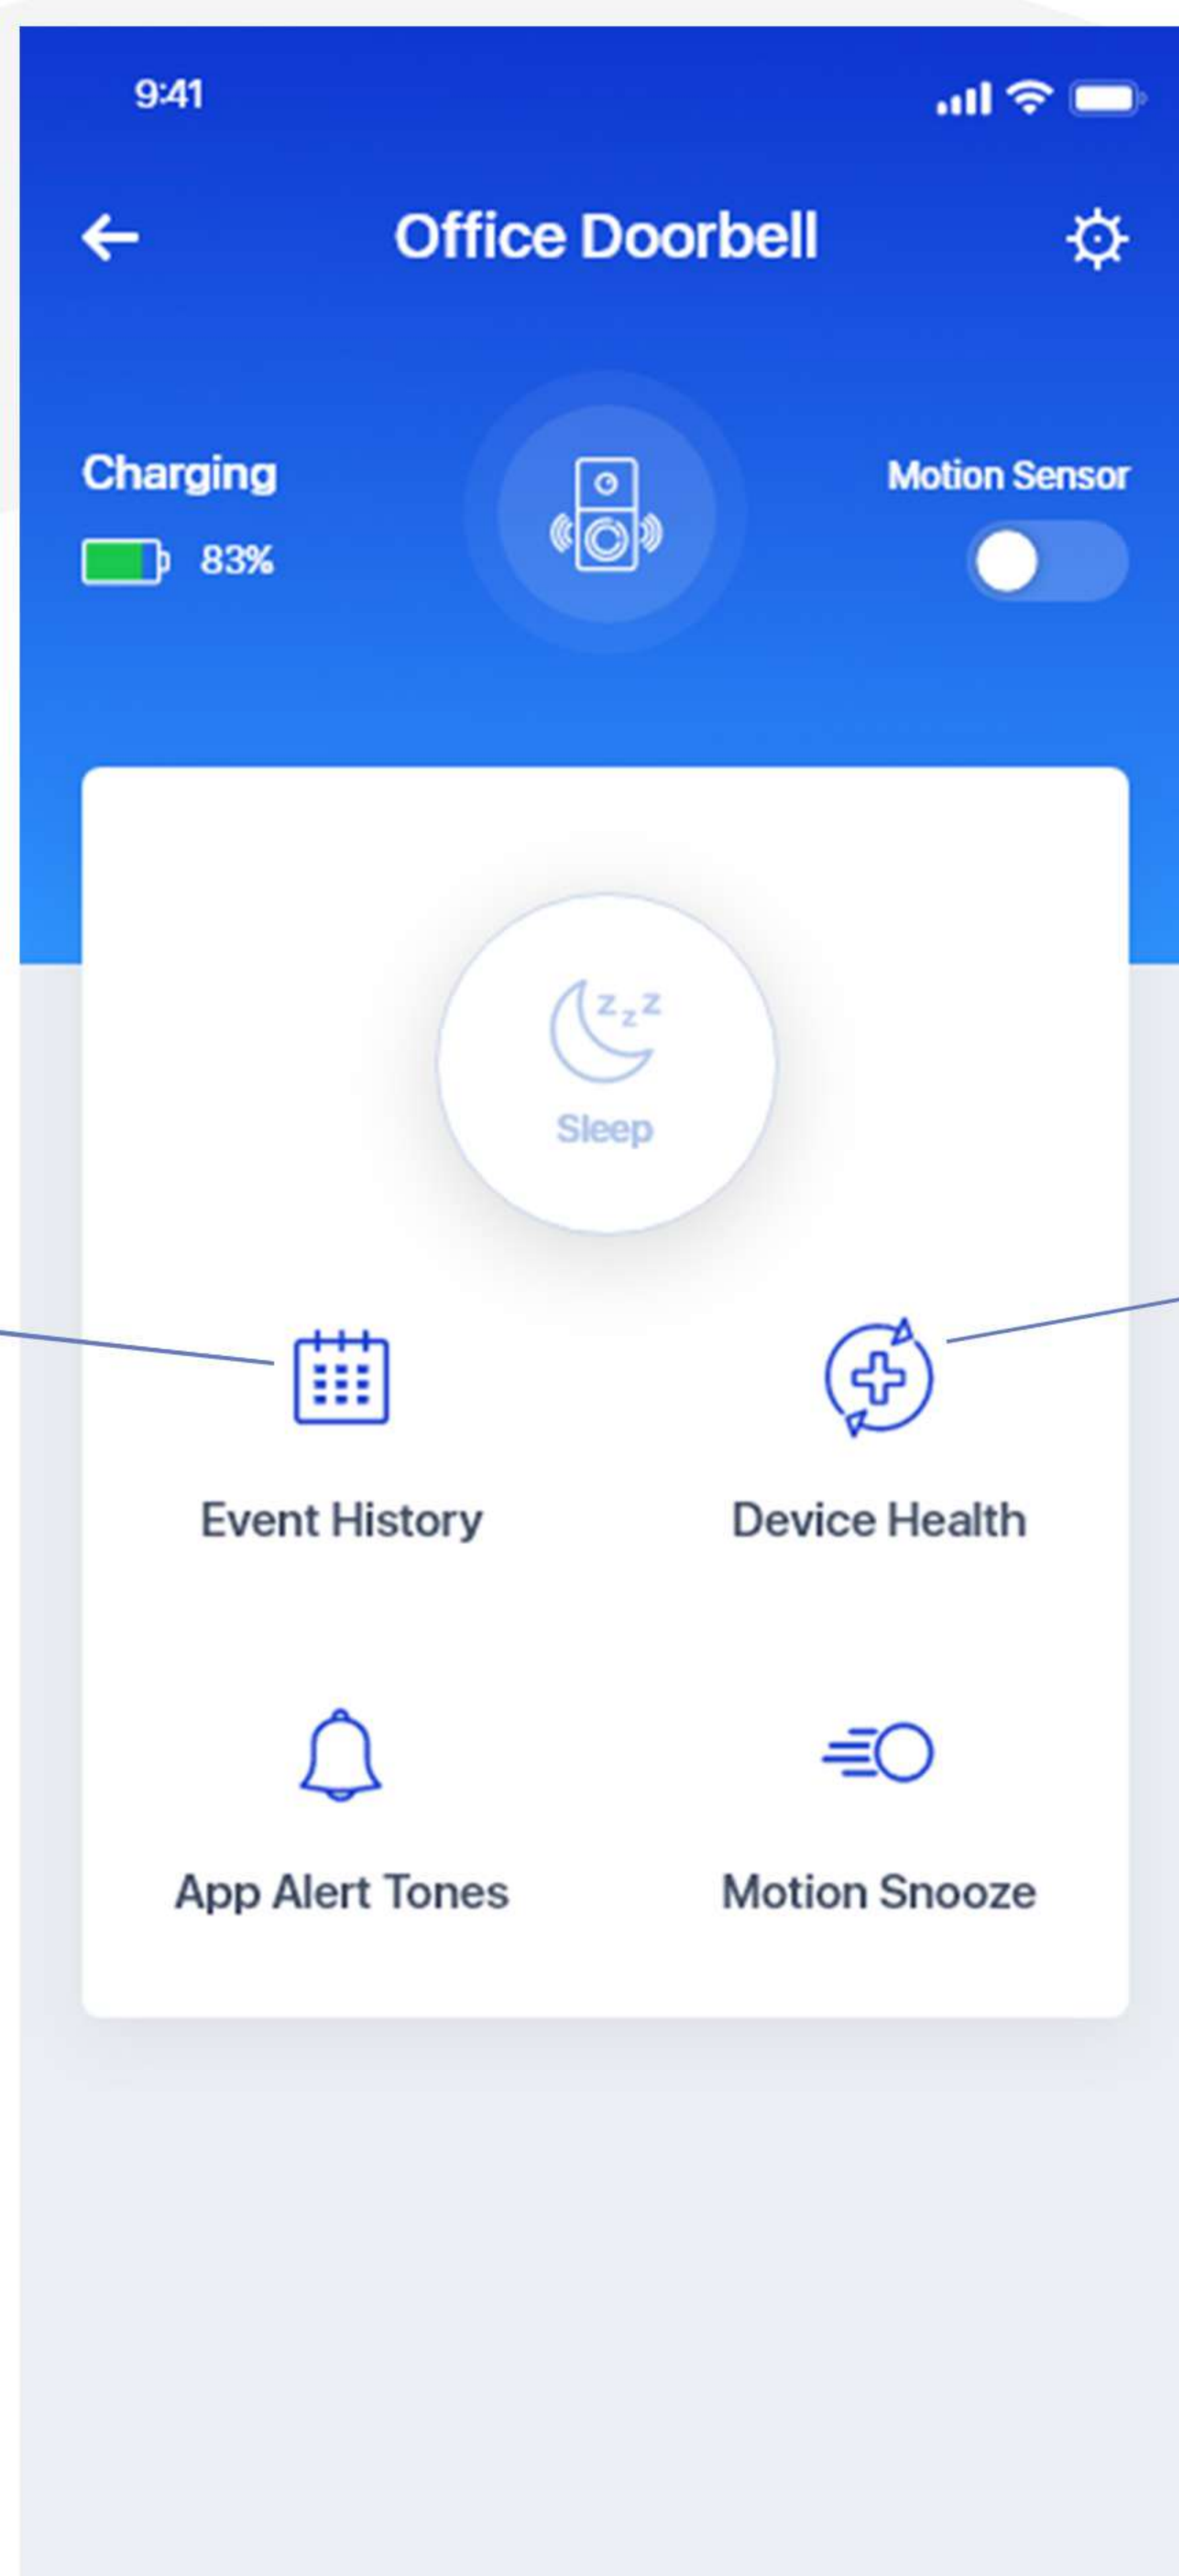 9:41
Office Doorbell
Charging
Motion Sensor
83%
z z z
Sleep
Event History
Device Health
App Alert Tones
Motion Snooze